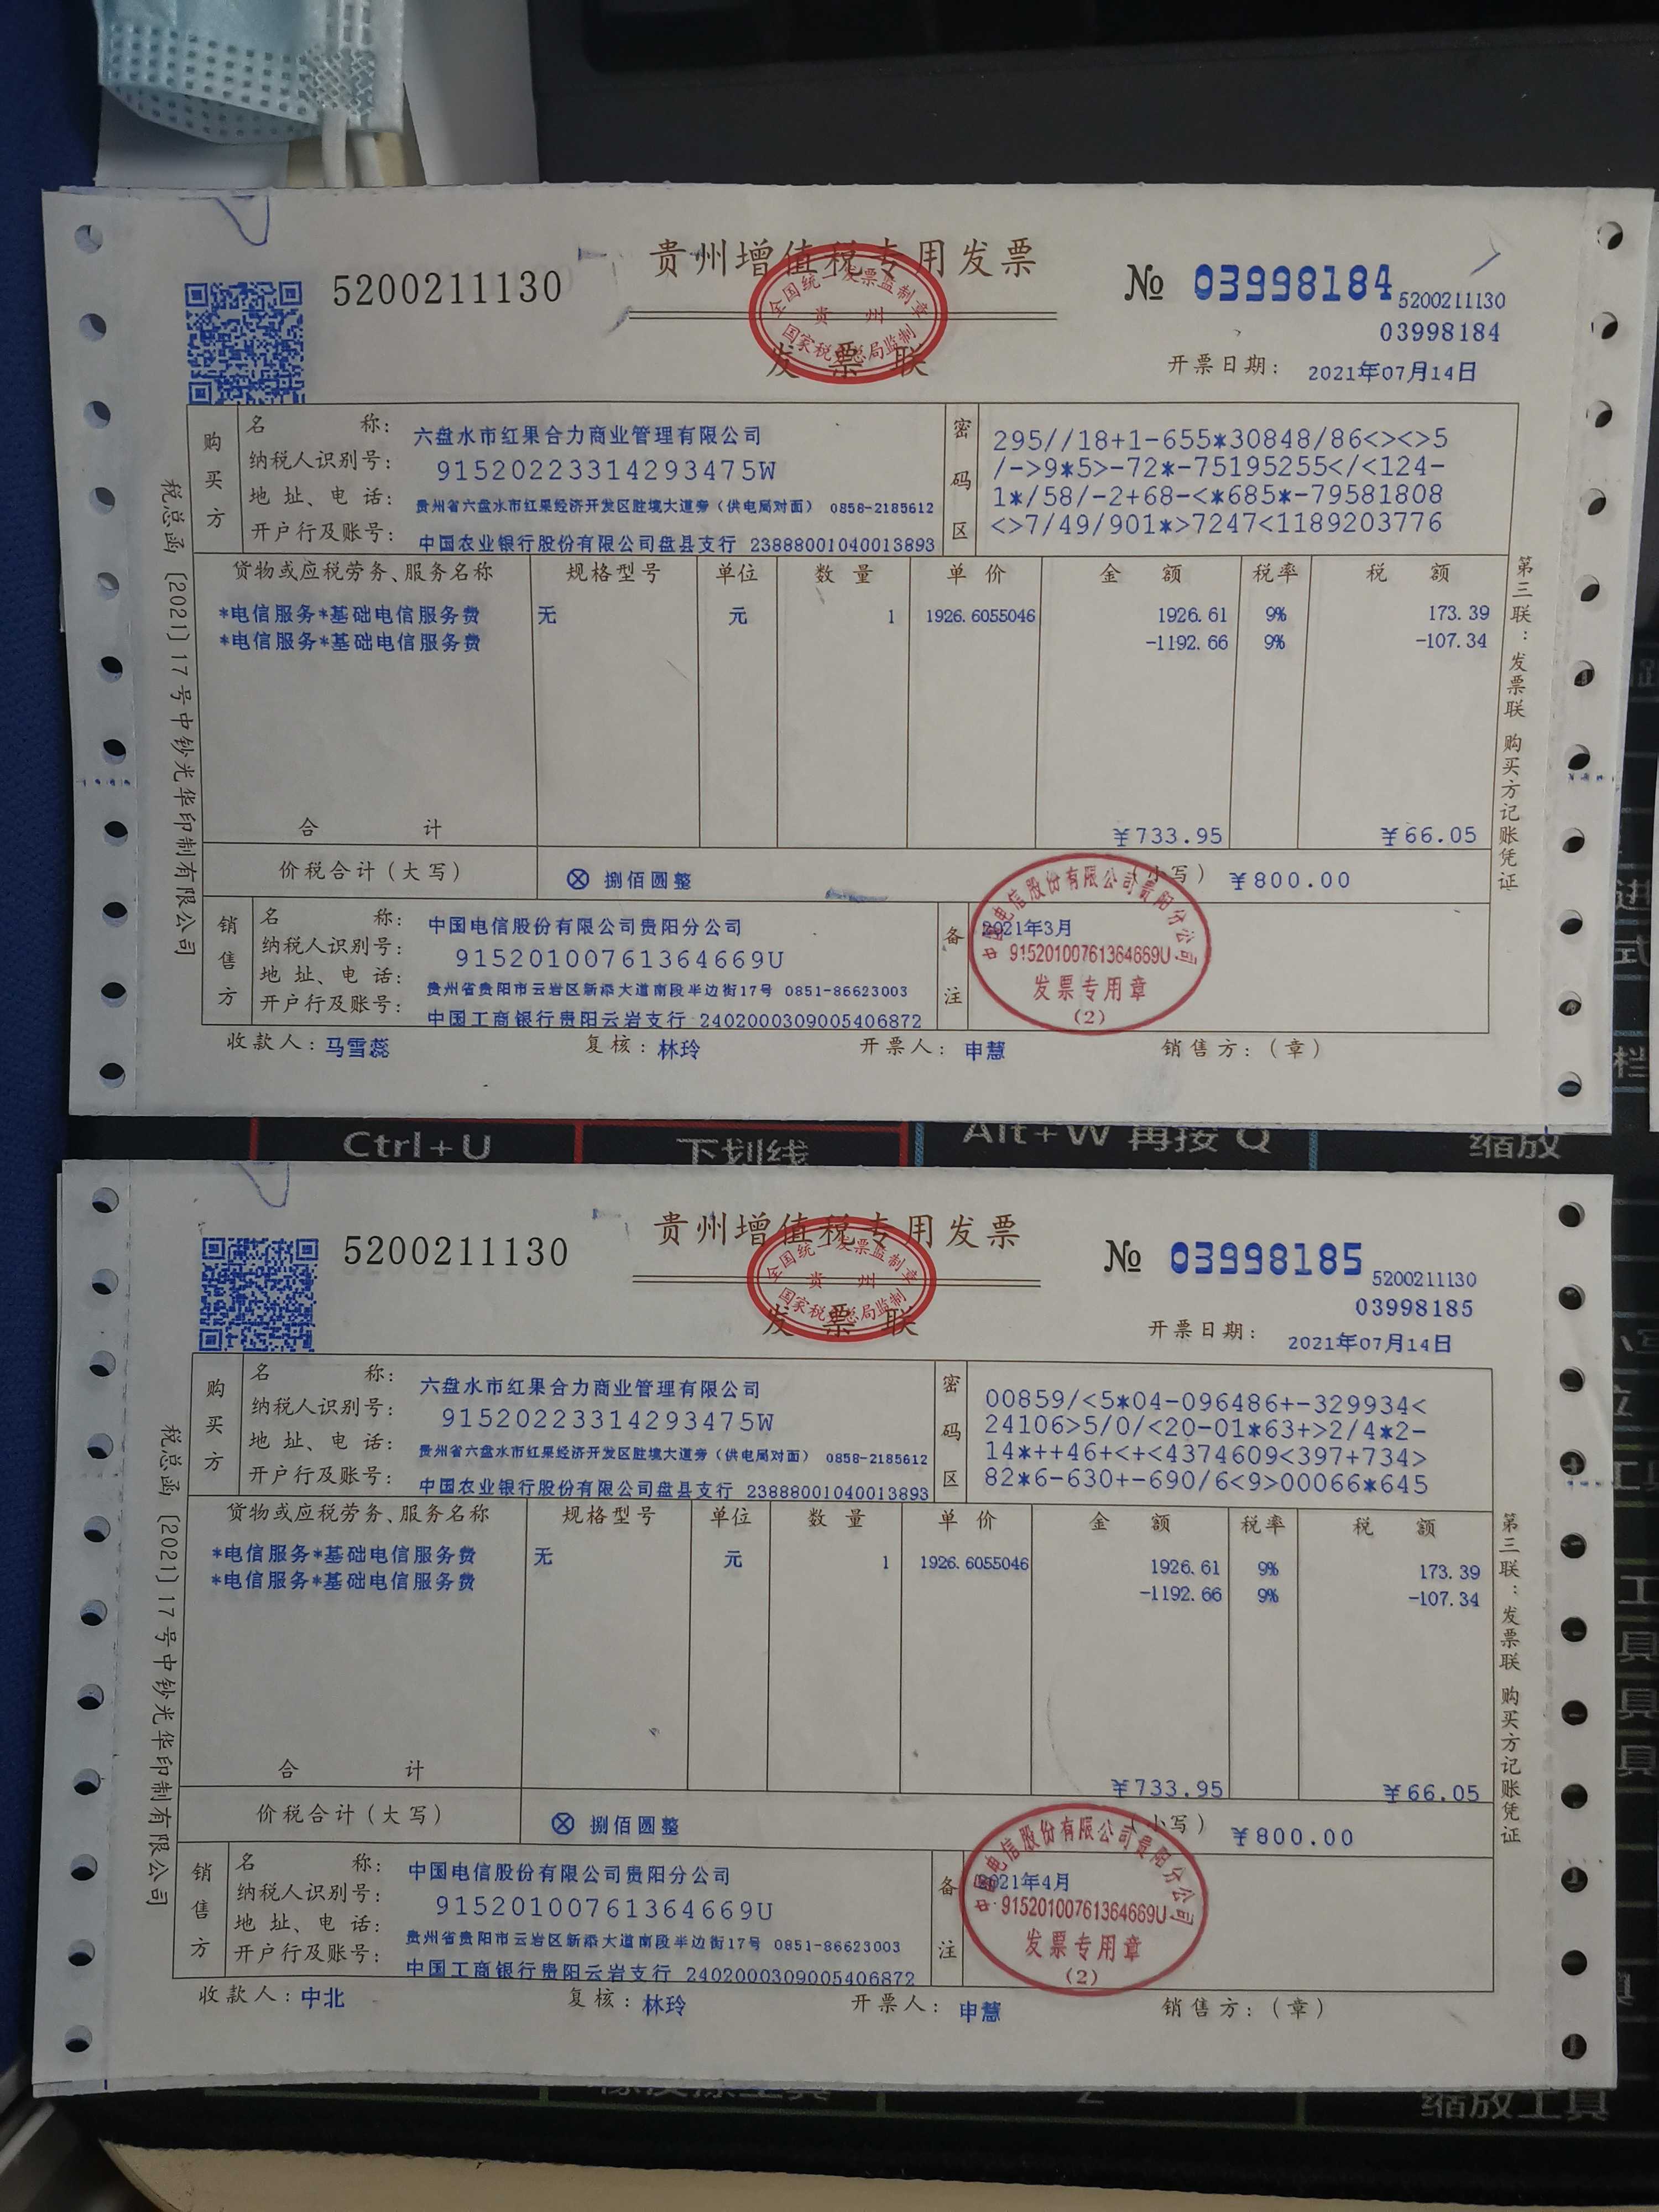 贵州增值税专用发票
5200211130
№ 03998184
5200211130
03998184
全国统一发票监制章
贵 州
国家税务总局监制
发 票 联
开票日期: 2021年07月14日
购买方
名 称: 六盘水市红果合力商业管理有限公司
纳税人识别号: 91520223314293475W
地 址、电 话: 贵州省六盘水市红果经济开发区胜境大道旁(供电局对面) 0858-2185612
开户行及账号: 中国农业银行股份有限公司盘县支行 23888001040013893
密码区
295//18+1-655*30848/86<><>5
/->9*5>-72*-75195255</<124-
1*/58/-2+68-<*685*-79581808
<>7/49/901*>7247<1189203776
货物或应税劳务、服务名称 规格型号 单位 数 量 单 价 金 额 税率 税 额
*电信服务*基础电信服务费 无 元 1 1926.6055046 1926.61 9% 173.39
*电信服务*基础电信服务费 -1192.66 9% -107.34
合 计 ¥733.95 ¥66.05
价税合计(大写) ⊗ 捌佰圆整 (小写) ¥800.00
销售方
名 称: 中国电信股份有限公司贵阳分公司
纳税人识别号: 91520100761364669U
地 址、电 话: 贵州省贵阳市云岩区新添大道南段半边街17号 0851-86623003
开户行及账号: 中国工商银行贵阳云岩支行 2402000309005406872
备注
2021年3月
中国电信股份有限公司贵阳分公司
91520100761364669U
发票专用章
(2)
收款人: 马雪蕊 复核: 林玲 开票人: 申慧 销售方:(章)
税总函[2021]17号中钞光华印制有限公司
第三联:发票联 购买方记账凭证
Ctrl+U 下划线 Alt+W 再按 Q 缩放
贵州增值税专用发票
5200211130
№ 03998185
5200211130
03998185
全国统一发票监制章
贵 州
国家税务总局监制
发 票 联
开票日期: 2021年07月14日
购买方
名 称: 六盘水市红果合力商业管理有限公司
纳税人识别号: 91520223314293475W
地 址、电 话: 贵州省六盘水市红果经济开发区胜境大道旁(供电局对面) 0858-2185612
开户行及账号: 中国农业银行股份有限公司盘县支行 23888001040013893
密码区
00859/<5*04-096486+-329934<
24106>5/0/<20-01*63+>2/4*2-
14*++46+<+<4374609<397+734>
82*6-630+-690/6<9>00066*645
货物或应税劳务、服务名称 规格型号 单位 数 量 单 价 金 额 税率 税 额
*电信服务*基础电信服务费 无 元 1 1926.6055046 1926.61 9% 173.39
*电信服务*基础电信服务费 -1192.66 9% -107.34
合 计 ¥733.95 ¥66.05
价税合计(大写) ⊗ 捌佰圆整 (小写) ¥800.00
销售方
名 称: 中国电信股份有限公司贵阳分公司
纳税人识别号: 91520100761364669U
地 址、电 话: 贵州省贵阳市云岩区新添大道南段半边街17号 0851-86623003
开户行及账号: 中国工商银行贵阳云岩支行 2402000309005406872
备注
2021年4月
中国电信股份有限公司贵阳分公司
91520100761364669U
发票专用章
(2)
收款人: 中北 复核: 林玲 开票人: 申慧 销售方:(章)
税总函[2021]17号中钞光华印制有限公司
第三联:发票联 购买方记账凭证
缩放工具